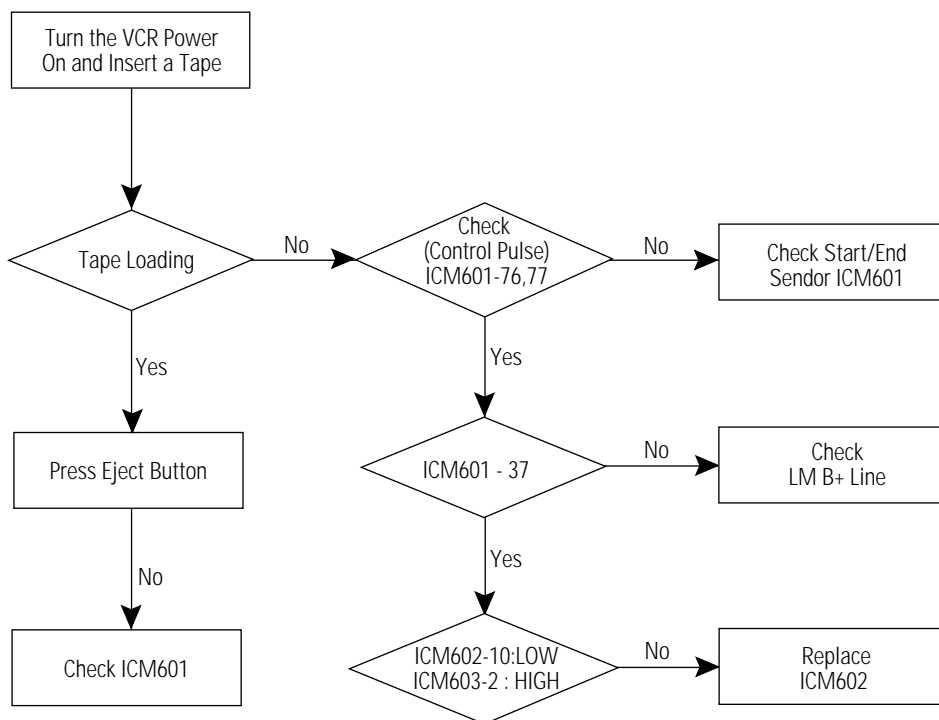 Turn the VCR Power
On and Insert a Tape
Tape Loading
No
Check
(Control Pulse)
ICM601-76,77
No
Check Start/End
Sendor ICM601
Yes
Yes
Press Eject Button
ICM601 - 37
No
Check
LM B+ Line
No
Yes
Check ICM601
ICM602-10:LOW
ICM603-2 : HIGH
No
Replace
ICM602